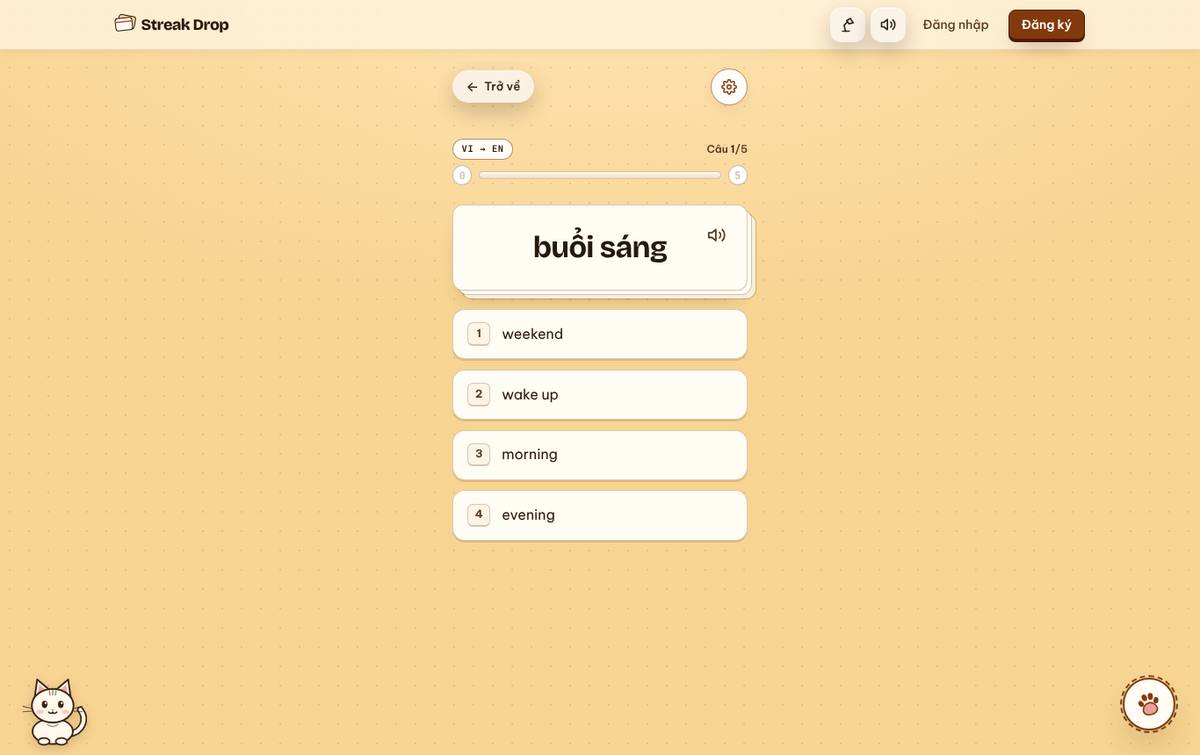 Streak Drop
Đăng nhập
Đăng ký
← Trở về
VI → EN
Câu 1/5
0
5
buổi sáng
1 weekend
2 wake up
3 morning
4 evening